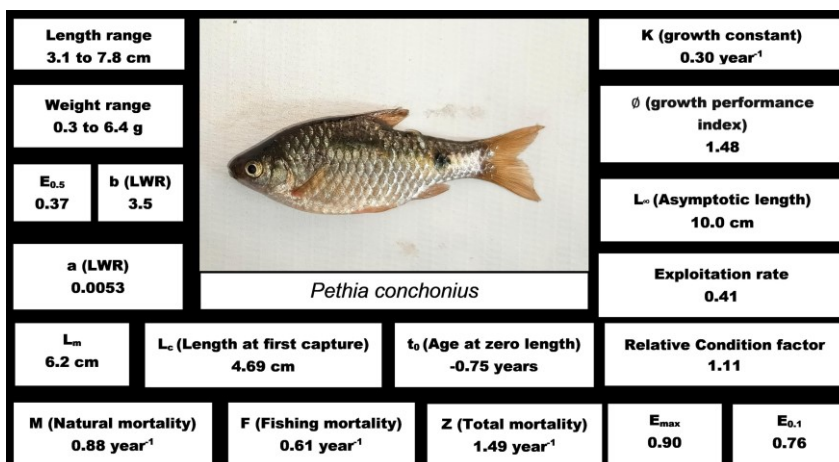 Length range
3.1 to 7.8 cm
K (growth constant)
0.30 year⁻¹
Weight range
0.3 to 6.4 g
ø (growth performance
index)
1.48
E₀.₅
0.37
b (LWR)
3.5
L∞ (Asymptotic length)
10.0 cm
a (LWR)
0.0053
Pethia conchonius
Exploitation rate
0.41
Lₘ
6.2 cm
L꜀ (Length at first capture)
4.69 cm
t₀ (Age at zero length)
-0.75 years
Relative Condition factor
1.11
M (Natural mortality)
0.88 year⁻¹
F (Fishing mortality)
0.61 year⁻¹
Z (Total mortality)
1.49 year⁻¹
Eₘₐₓ
0.90
E₀.₁
0.76